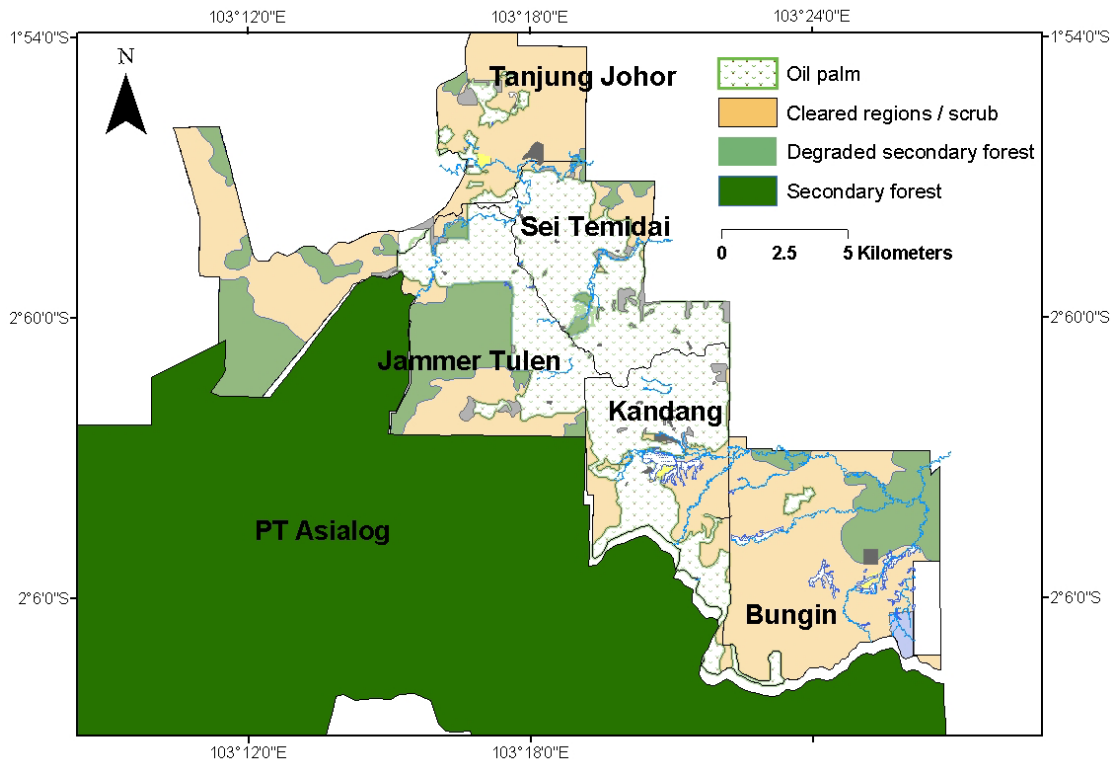 103°12'0"E 103°18'0"E 103°24'0"E
1°54'0"S 1°54'0"S
N
Tanjung Johor
Oil palm
Cleared regions / scrub
Degraded secondary forest
Secondary forest
Sei Temidai
0 2.5 5 Kilometers
2°60'0"S 2°60'0"S
Jammer Tulen
Kandang
PT Asialog
2°6'0"S 2°6'0"S
Bungin
103°12'0"E 103°18'0"E 103°24'0"E